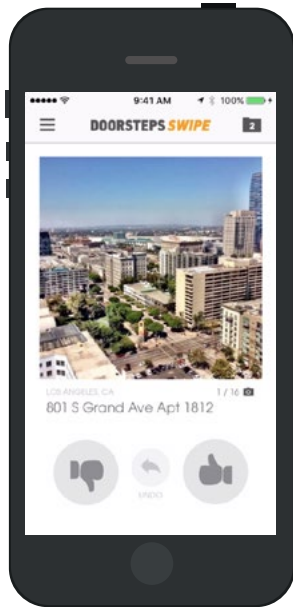 9:41 AM 100%
DOORSTEPS SWIPE 2
LOS ANGELES, CA 1 / 16
801 S Grand Ave Apt 1812
UNDO